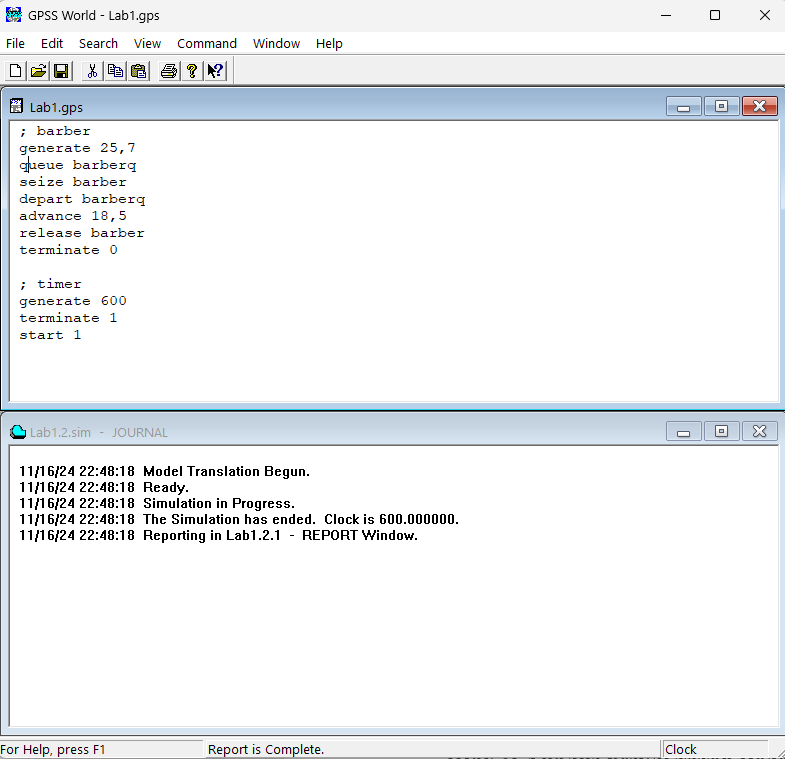 GPSS World - Lab1.gps
File Edit Search View Command Window Help
Lab1.gps
; barber
generate 25,7
queue barberq
seize barber
depart barberq
advance 18,5
release barber
terminate 0
; timer
generate 600
terminate 1
start 1
Lab1.2.sim - JOURNAL
11/16/24 22:48:18 Model Translation Begun.
11/16/24 22:48:18 Ready.
11/16/24 22:48:18 Simulation in Progress.
11/16/24 22:48:18 The Simulation has ended. Clock is 600.000000.
11/16/24 22:48:18 Reporting in Lab1.2.1 - REPORT Window.
For Help, press F1 Report is Complete. Clock